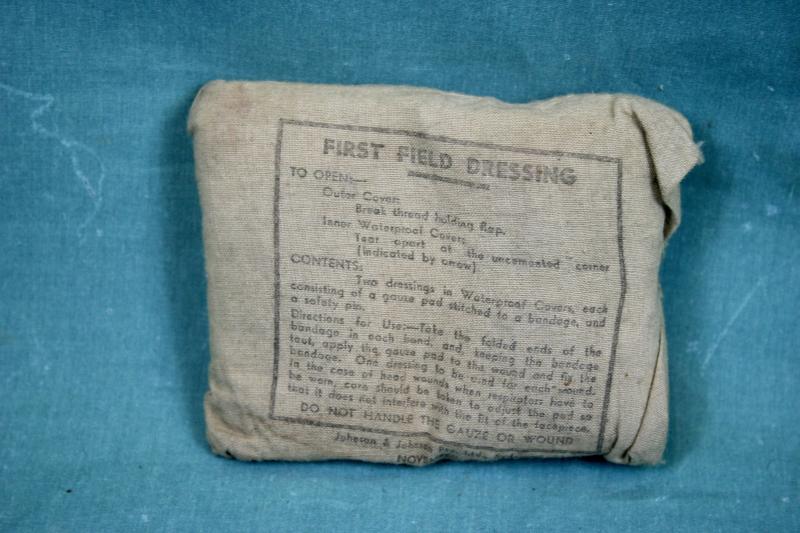 FIRST FIELD DRESSING
TO OPEN:—
Outer Cover:
Break thread holding flap.
Inner Waterproof Cover:
Tear apart at the uncemented corner
(indicated by arrow)
CONTENTS:
Two dressings in Waterproof Covers, each
consisting of a gauze pad stitched to a bandage, and
a safety pin.
Directions for Use:—Take the folded ends of the
bandage in each hand, and, keeping the bandage
taut, apply the gauze pad to the wound and fix the
bandage. One dressing to be used for each wound.
In the case of head wounds when respirators have to
be worn, care should be taken to adjust the pad so
that it does not interfere with the fit of the facepiece.
DO NOT HANDLE THE GAUZE OR WOUND
Johnson & Johnson